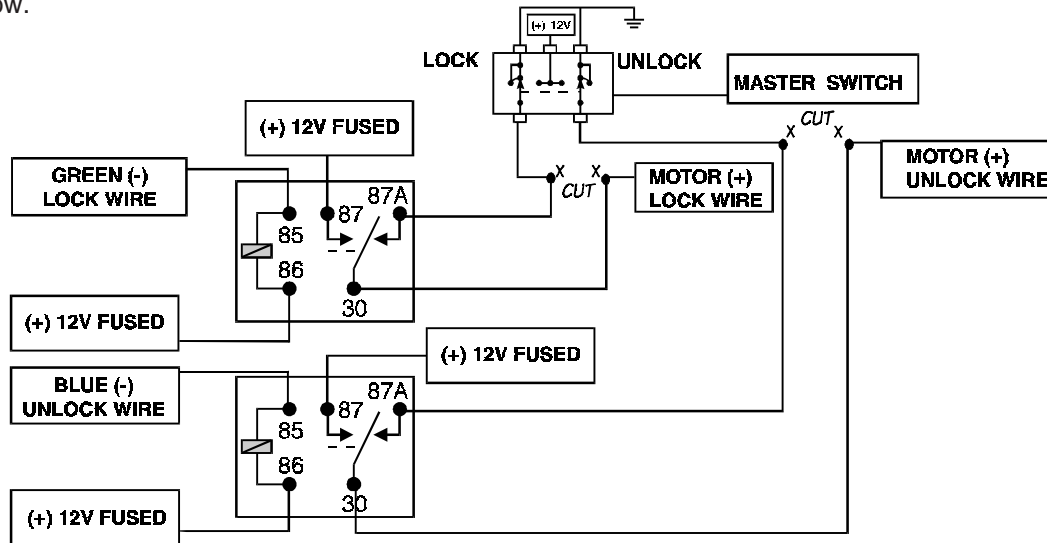 ow.
(+) 12V
LOCK
UNLOCK
MASTER SWITCH
(+) 12V FUSED
X CUT X
MOTOR (+)
UNLOCK WIRE
GREEN (-)
LOCK WIRE
X X
CUT
MOTOR (+)
LOCK WIRE
87A
87
85
86
30
(+) 12V FUSED
(+) 12V FUSED
BLUE (-)
UNLOCK WIRE
87A
87
85
86
30
(+) 12V FUSED